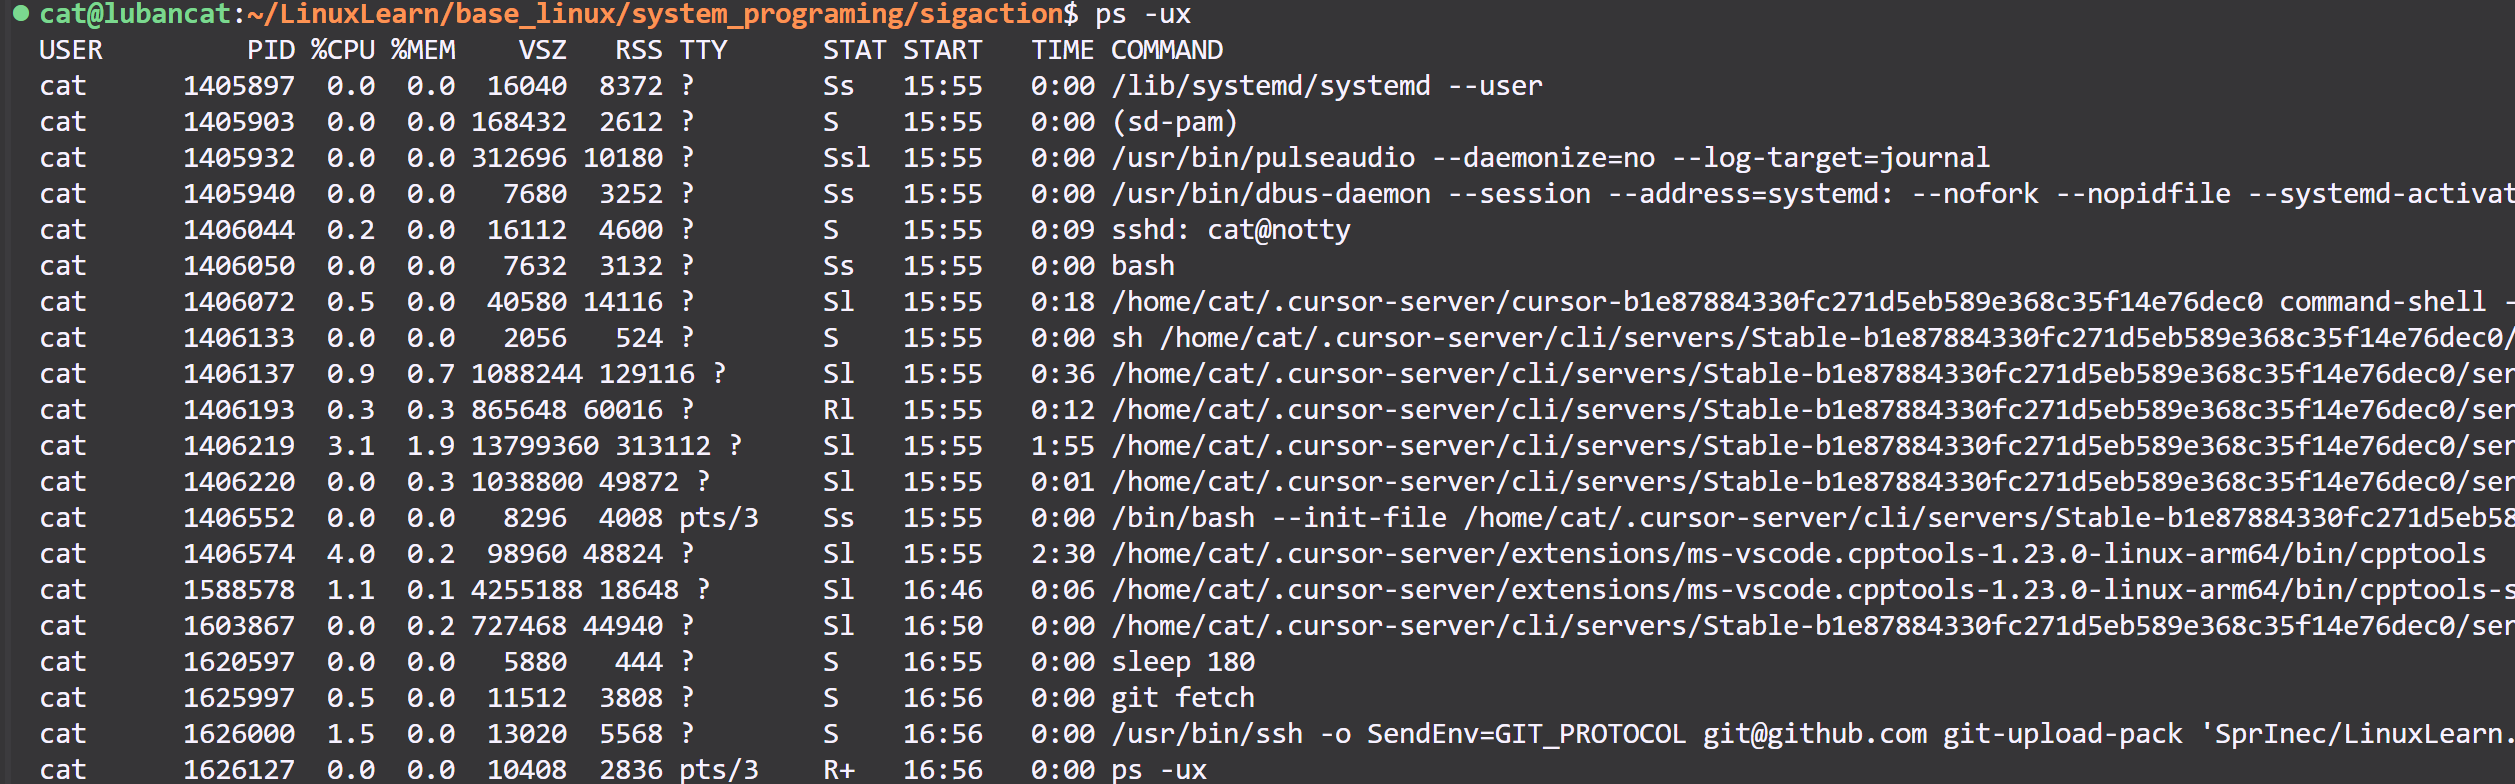 cat@lubancat:~/LinuxLearn/base_linux/system_programing/sigaction$ ps -ux
USER         PID %CPU %MEM    VSZ   RSS TTY      STAT START   TIME COMMAND
cat      1405897  0.0  0.0  16040  8372 ?        Ss   15:55   0:00 /lib/systemd/systemd --user
cat      1405903  0.0  0.0 168432  2612 ?        S    15:55   0:00 (sd-pam)
cat      1405932  0.0  0.0 312696 10180 ?        Ssl  15:55   0:00 /usr/bin/pulseaudio --daemonize=no --log-target=journal
cat      1405940  0.0  0.0   7680  3252 ?        Ss   15:55   0:00 /usr/bin/dbus-daemon --session --address=systemd: --nofork --nopidfile --systemd-activat
cat      1406044  0.2  0.0  16112  4600 ?        S    15:55   0:09 sshd: cat@notty
cat      1406050  0.0  0.0   7632  3132 ?        Ss   15:55   0:00 bash
cat      1406072  0.5  0.0  40580 14116 ?        Sl   15:55   0:18 /home/cat/.cursor-server/cursor-b1e87884330fc271d5eb589e368c35f14e76dec0 command-shell -
cat      1406133  0.0  0.0   2056   524 ?        S    15:55   0:00 sh /home/cat/.cursor-server/cli/servers/Stable-b1e87884330fc271d5eb589e368c35f14e76dec0/
cat      1406137  0.9  0.7 1088244 129116 ?      Sl   15:55   0:36 /home/cat/.cursor-server/cli/servers/Stable-b1e87884330fc271d5eb589e368c35f14e76dec0/ser
cat      1406193  0.3  0.3 865648 60016 ?        Rl   15:55   0:12 /home/cat/.cursor-server/cli/servers/Stable-b1e87884330fc271d5eb589e368c35f14e76dec0/ser
cat      1406219  3.1  1.9 13799360 313112 ?     Sl   15:55   1:55 /home/cat/.cursor-server/cli/servers/Stable-b1e87884330fc271d5eb589e368c35f14e76dec0/ser
cat      1406220  0.0  0.3 1038800 49872 ?       Sl   15:55   0:01 /home/cat/.cursor-server/cli/servers/Stable-b1e87884330fc271d5eb589e368c35f14e76dec0/ser
cat      1406552  0.0  0.0   8296  4008 pts/3    Ss   15:55   0:00 /bin/bash --init-file /home/cat/.cursor-server/cli/servers/Stable-b1e87884330fc271d5eb58
cat      1406574  4.0  0.2  98960 48824 ?        Sl   15:55   2:30 /home/cat/.cursor-server/extensions/ms-vscode.cpptools-1.23.0-linux-arm64/bin/cpptools
cat      1588578  1.1  0.1 4255188 18648 ?       Sl   16:46   0:06 /home/cat/.cursor-server/extensions/ms-vscode.cpptools-1.23.0-linux-arm64/bin/cpptools-s
cat      1603867  0.0  0.2 727468 44940 ?        Sl   16:50   0:00 /home/cat/.cursor-server/cli/servers/Stable-b1e87884330fc271d5eb589e368c35f14e76dec0/ser
cat      1620597  0.0  0.0   5880   444 ?        S    16:55   0:00 sleep 180
cat      1625997  0.5  0.0  11512  3808 ?        S    16:56   0:00 git fetch
cat      1626000  1.5  0.0  13020  5568 ?        S    16:56   0:00 /usr/bin/ssh -o SendEnv=GIT_PROTOCOL git@github.com git-upload-pack 'SprInec/LinuxLearn.
cat      1626127  0.0  0.0  10408  2836 pts/3    R+   16:56   0:00 ps -ux